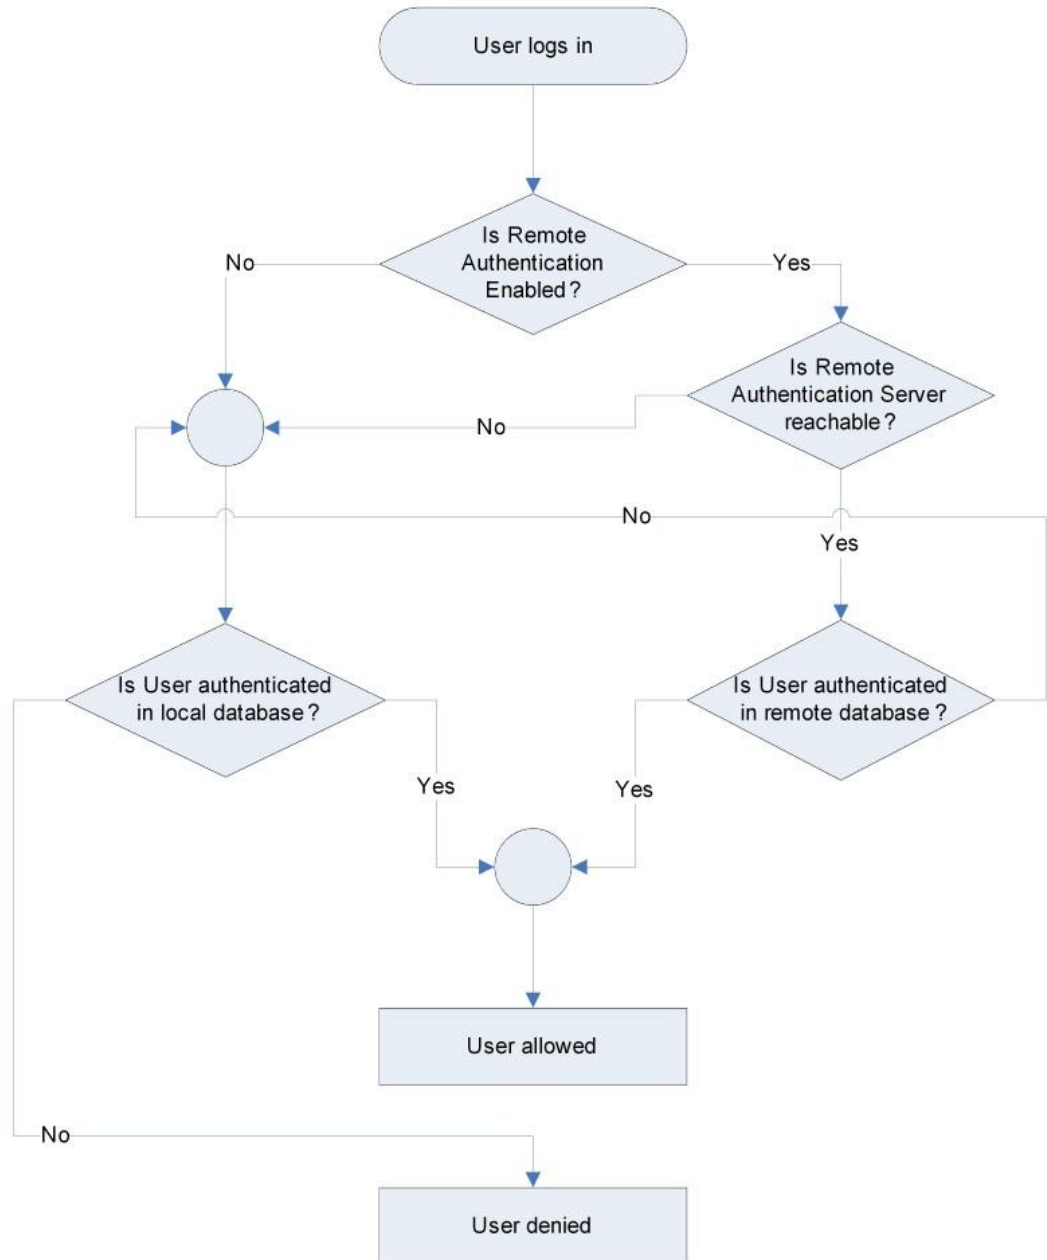 User logs in
Is Remote
Authentication
Enabled?
No
Yes
Is Remote
Authentication Server
reachable?
No
No
Yes
Is User authenticated
in local database?
Is User authenticated
in remote database?
Yes
Yes
User allowed
No
User denied